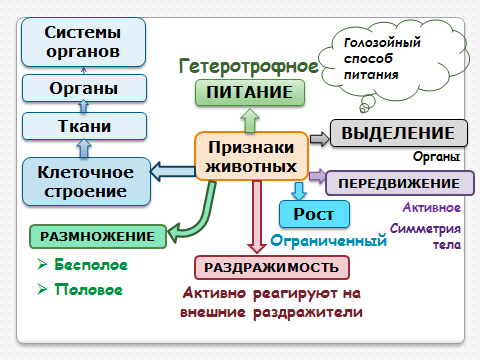 Системы
органов
Органы
Ткани
Клеточное
строение
Гетеротрофное
ПИТАНИЕ
Голозойный
способ
питания
Признаки
животных
ВЫДЕЛЕНИЕ
Органы
ПЕРЕДВИЖЕНИЕ
Активное
Симметрия
тела
Рост
Ограниченный
РАЗМНОЖЕНИЕ
Бесполое
Половое
РАЗДРАЖИМОСТЬ
Активно реагируют на
внешние раздражители